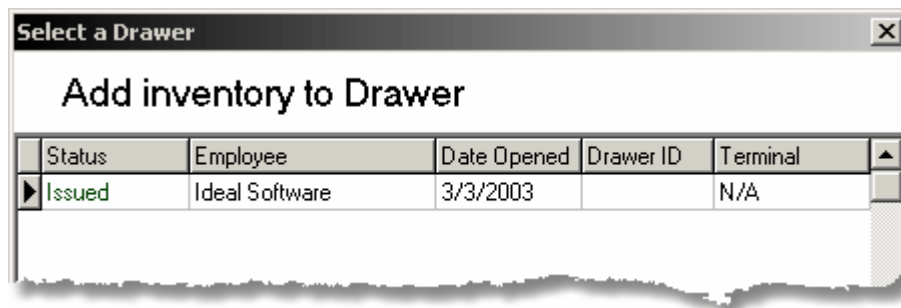 Select a Drawer
Add inventory to Drawer
Status Employee Date Opened Drawer ID Terminal
Issued Ideal Software 3/3/2003 N/A